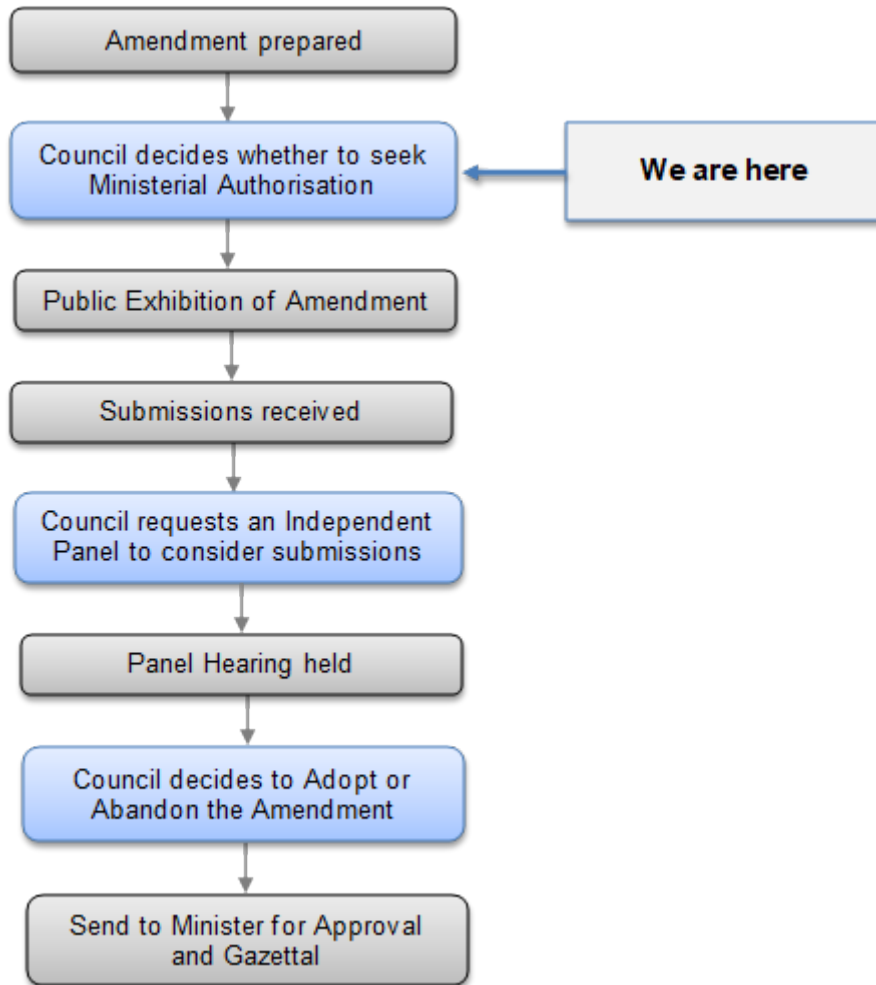 Amendment prepared
Council decides whether to seek
Ministerial Authorisation
We are here
Public Exhibition of Amendment
Submissions received
Council requests an Independent
Panel to consider submissions
Panel Hearing held
Council decides to Adopt or
Abandon the Amendment
Send to Minister for Approval
and Gazettal